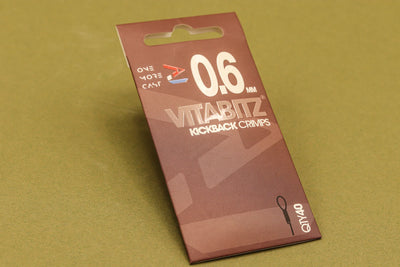 ONE
MORE
CAST
0.6
MM
VITABITZ®
KICKBACK CRIMPS
QTY40